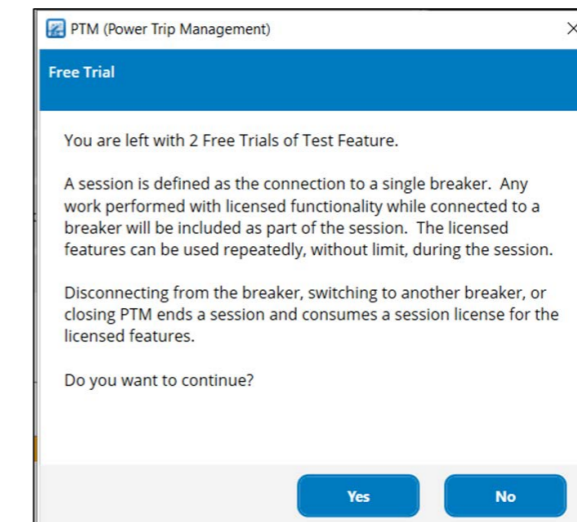 PTM (Power Trip Management)
Free Trial
You are left with 2 Free Trials of Test Feature.
A session is defined as the connection to a single breaker.  Any
work performed with licensed functionality while connected to a
breaker will be included as part of the session.  The licensed
features can be used repeatedly, without limit, during the session.
Disconnecting from the breaker, switching to another breaker, or
closing PTM ends a session and consumes a session license for the
licensed features.
Do you want to continue?
Yes
No